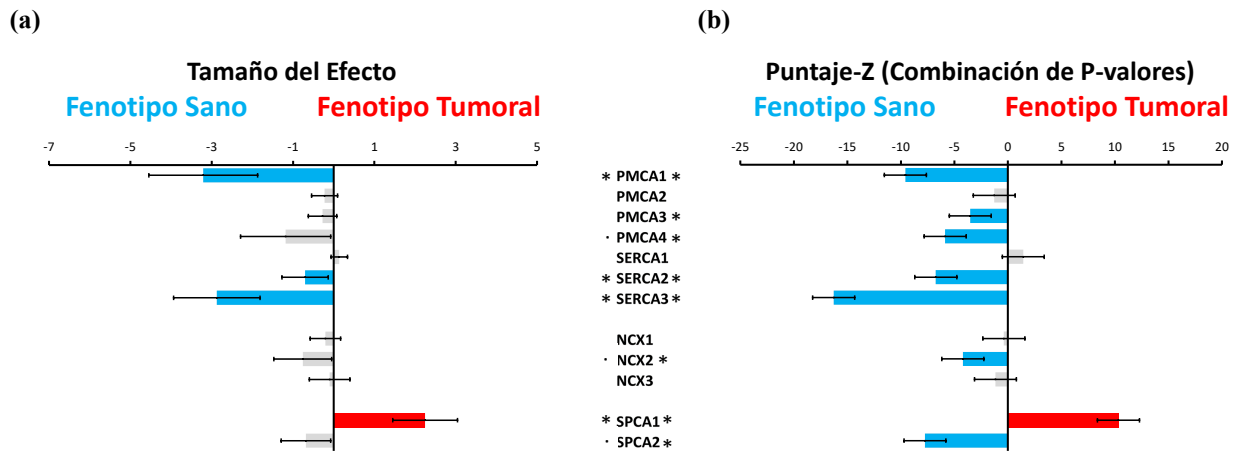 (a)
(b)
Tamaño del Efecto
Puntaje-Z (Combinación de P-valores)
Fenotipo Sano
Fenotipo Tumoral
Fenotipo Sano
Fenotipo Tumoral
-7 -5 -3 -1 1 3 5
-25 -20 -15 -10 -5 0 5 10 15 20
* PMCA1 *
PMCA2
PMCA3 *
· PMCA4 *
SERCA1
* SERCA2 *
* SERCA3 *
NCX1
· NCX2 *
NCX3
* SPCA1 *
· SPCA2 *